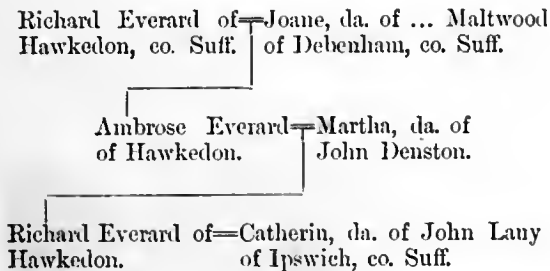 Richard Everard of=Joane, da. of ... Maltwood
Hawkedon, co. Suff. of Debenham, co. Suff.
Ambrose Everard=Martha, da. of
of Hawkedon. John Denston.
Richard Everard of=Catherin, da. of John Lany
Hawkedon. of Ipswich, co. Suff.